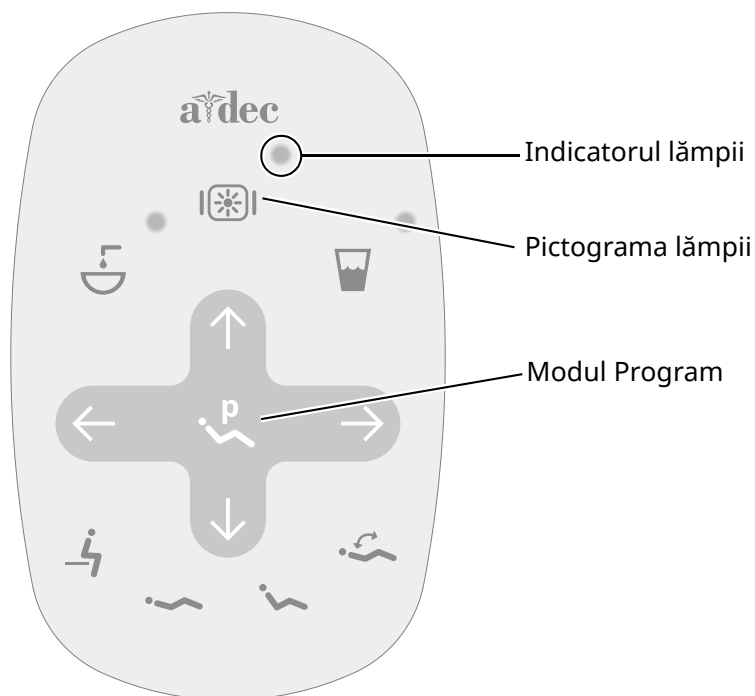 a dec
Indicatorul lămpii
Pictograma lămpii
Modul Program
p